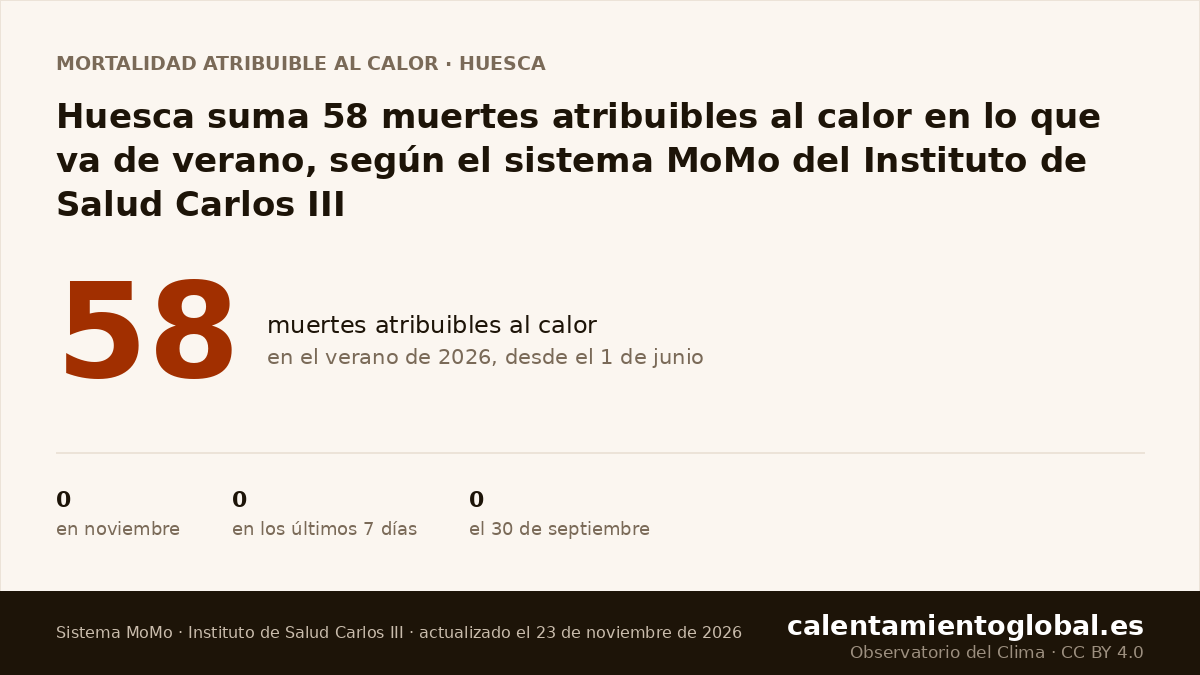 MORTALIDAD ATRIBUIBLE AL CALOR · HUESCA
Huesca suma 58 muertes atribuibles al calor en lo que
va de verano, según el sistema MoMo del Instituto de
Salud Carlos III
58
muertes atribuibles al calor
en el verano de 2026, desde el 1 de junio
0
en noviembre
0
en los últimos 7 días
0
el 30 de septiembre
Sistema MoMo · Instituto de Salud Carlos III · actualizado el 23 de noviembre de 2026
calentamientoglobal.es
Observatorio del Clima · CC BY 4.0